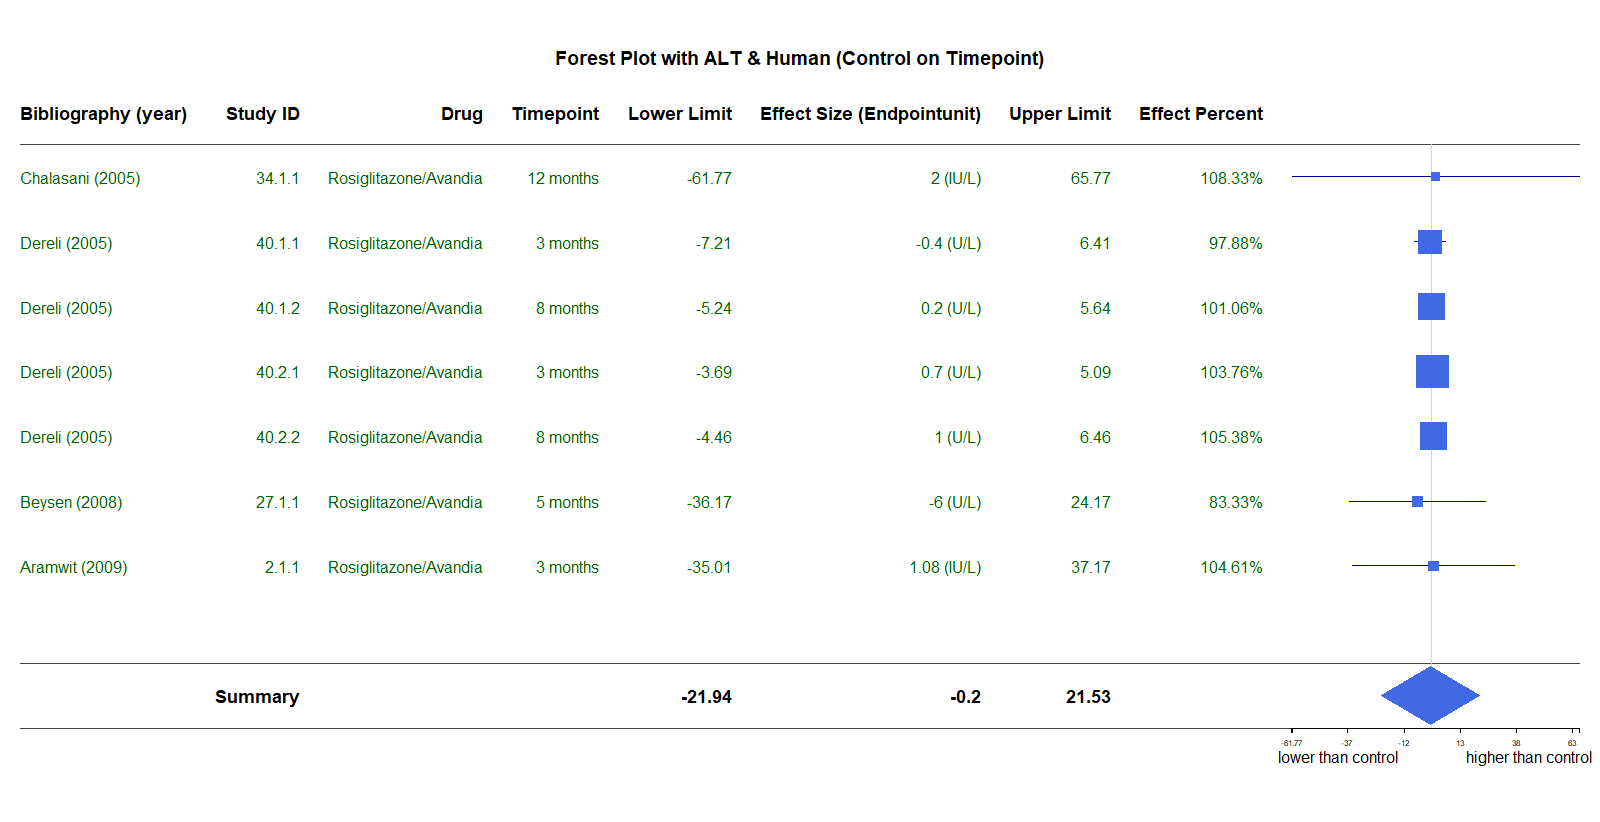 Forest Plot with ALT & Human (Control on Timepoint)
Bibliography (year) Study ID Drug Timepoint Lower Limit Effect Size (Endpointunit) Upper Limit Effect Percent
Chalasani (2005) 34.1.1 Rosiglitazone/Avandia 12 months -61.77 2 (IU/L) 65.77 108.33%
Dereli (2005) 40.1.1 Rosiglitazone/Avandia 3 months -7.21 -0.4 (U/L) 6.41 97.88%
Dereli (2005) 40.1.2 Rosiglitazone/Avandia 8 months -5.24 0.2 (U/L) 5.64 101.06%
Dereli (2005) 40.2.1 Rosiglitazone/Avandia 3 months -3.69 0.7 (U/L) 5.09 103.76%
Dereli (2005) 40.2.2 Rosiglitazone/Avandia 8 months -4.46 1 (U/L) 6.46 105.38%
Beysen (2008) 27.1.1 Rosiglitazone/Avandia 5 months -36.17 -6 (U/L) 24.17 83.33%
Aramwit (2009) 2.1.1 Rosiglitazone/Avandia 3 months -35.01 1.08 (IU/L) 37.17 104.61%
Summary -21.94 -0.2 21.53
-61.77 -37 -12 13 38 63
lower than control higher than control